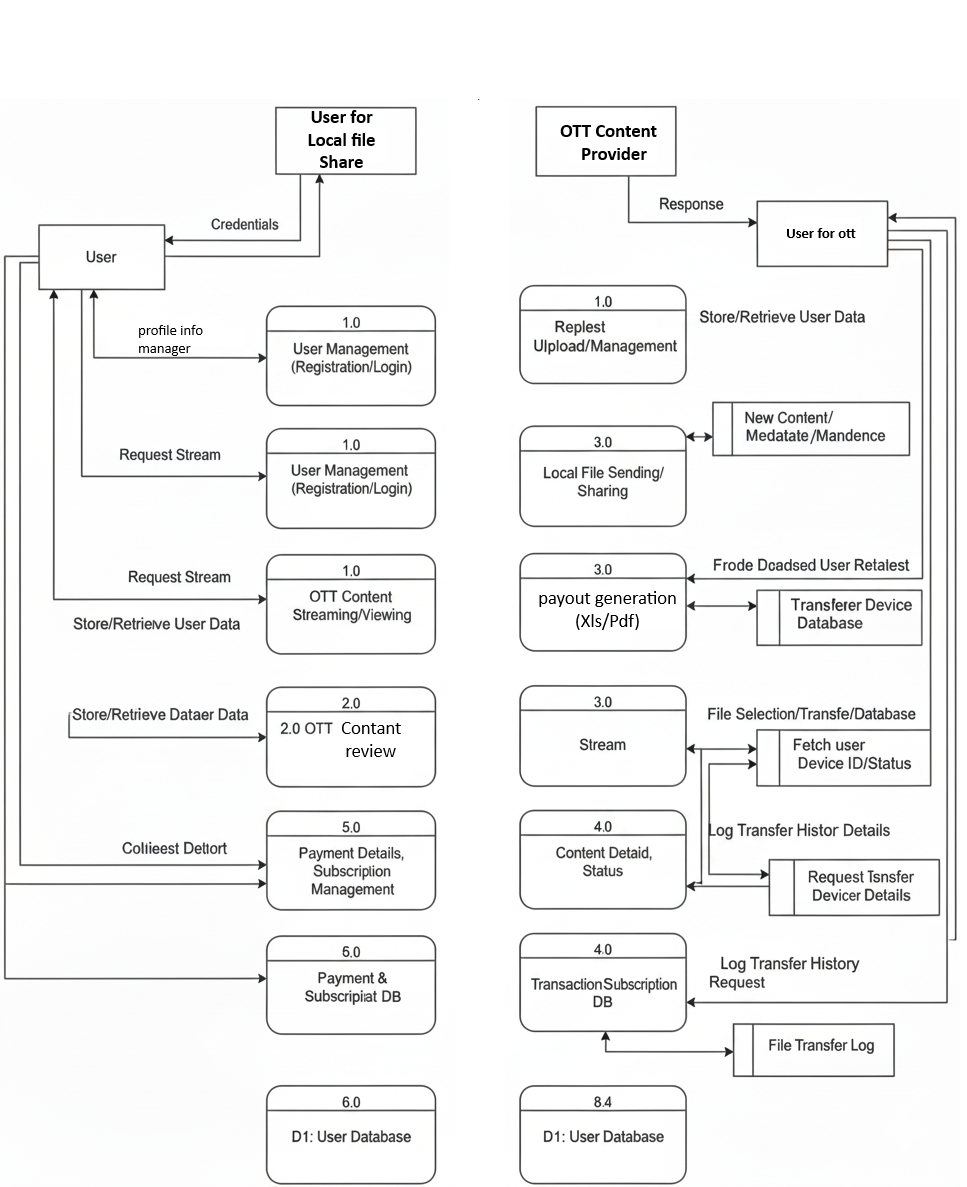 User for
Local file
Share
OTT Content
Provider
Credentials
Response
User
User for ott
profile info
manager
1.0
User Management
(Registration/Login)
1.0
Replest
Ulpload/Management
Store/Retrieve User Data
Request Stream
1.0
User Management
(Registration/Login)
3.0
Local File Sending/
Sharing
New Content/
Medatate/Mandence
Request Stream
Store/Retrieve User Data
1.0
OTT Content
Streaming/Viewing
3.0
payout generation
(Xls/Pdf)
Frode Dcadsed User Retalest
Transferer Device
Database
Store/Retrieve Dataer Data
2.0
2.0 OTT Contant
review
3.0
Stream
File Selection/Transfe/Database
Fetch user
Device ID/Status
Coliieest Dettort
5.0
Payment Details,
Subscription
Management
4.0
Content Detaid,
Status
Log Transfer Histor Details
Request Tsnsfer
Devicer Details
6.0
Payment &
Subscripiat DB
4.0
Transaction Subscription
DB
Log Transfer History
Request
File Transfer Log
6.0
D1: User Database
8.4
D1: User Database